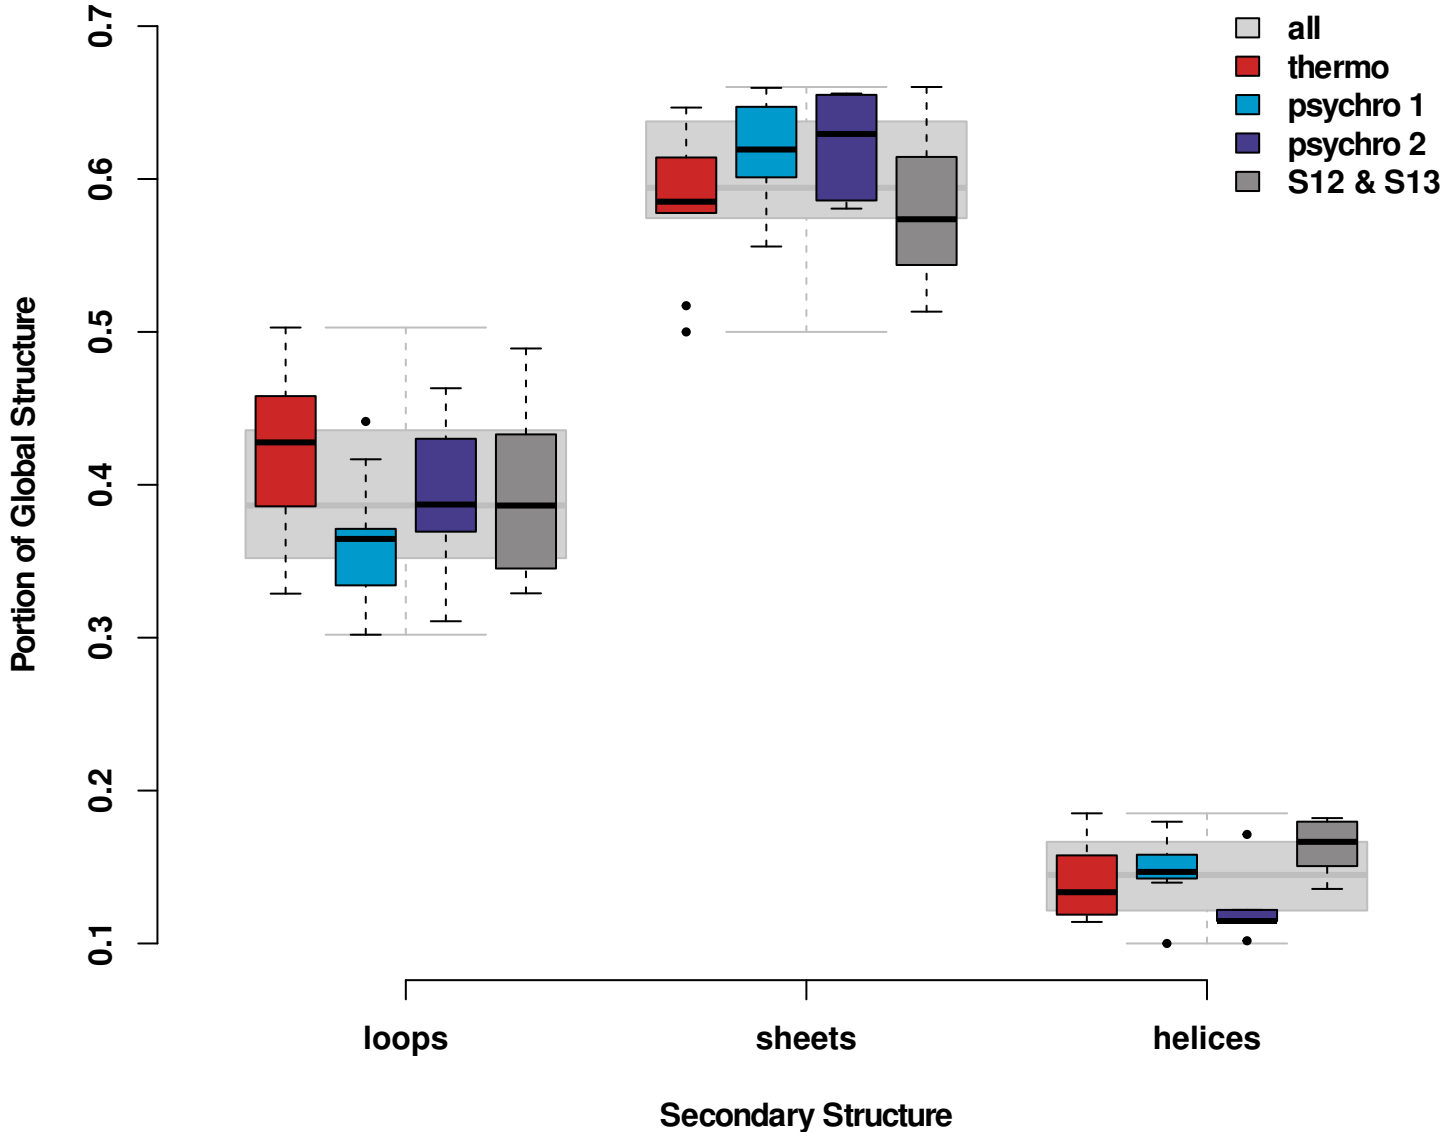 all
thermo
psychro 1
psychro 2
S12 & S13
Portion of Global Structure
0.7
0.6
0.5
0.4
0.3
0.2
0.1
loops sheets helices
Secondary Structure